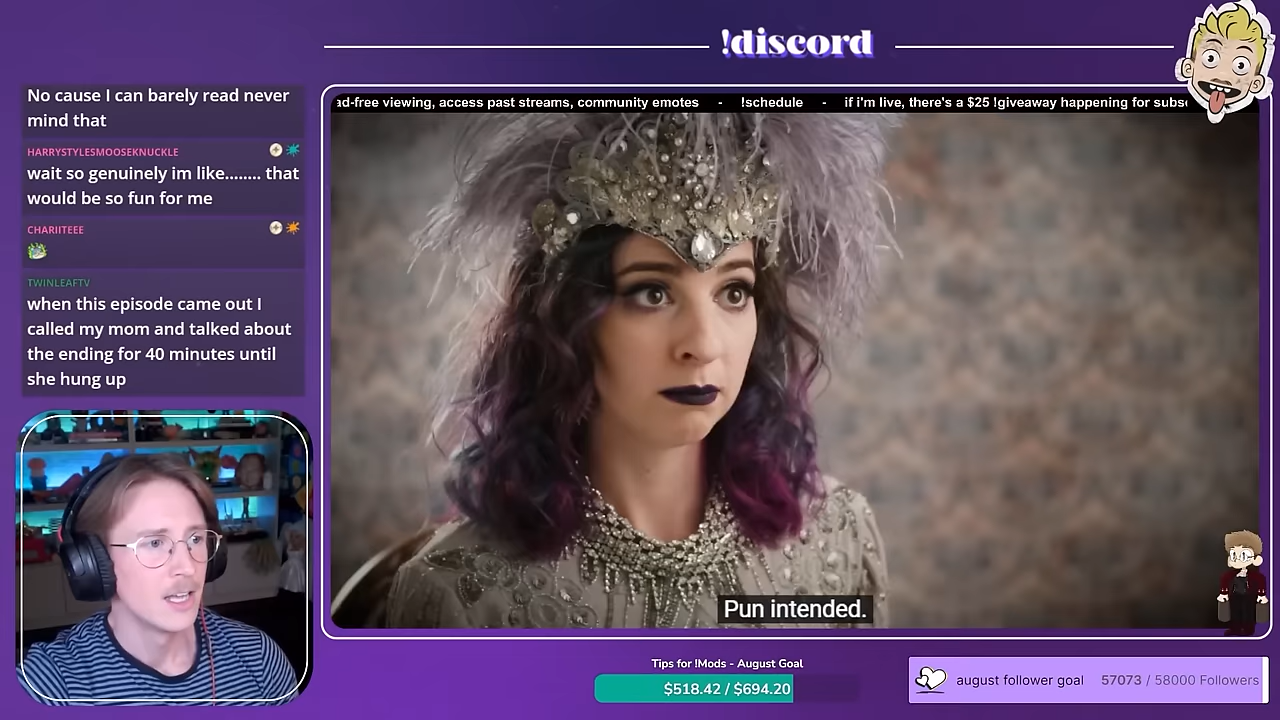 !discord
ad-free viewing, access past streams, community emotes - !schedule - if i'm live, there's a $25 !giveaway happening for subs
No cause I can barely read never
mind that
HARRYSTYLESMOOSEKNUCKLE
wait so genuinely im like........ that
would be so fun for me
CHARIITEEE
TWINLEAFTV
when this episode came out I
called my mom and talked about
the ending for 40 minutes until
she hung up
Pun intended.
Tips for !Mods - August Goal
$518.42 / $694.20
august follower goal 57073 / 58000 Followers